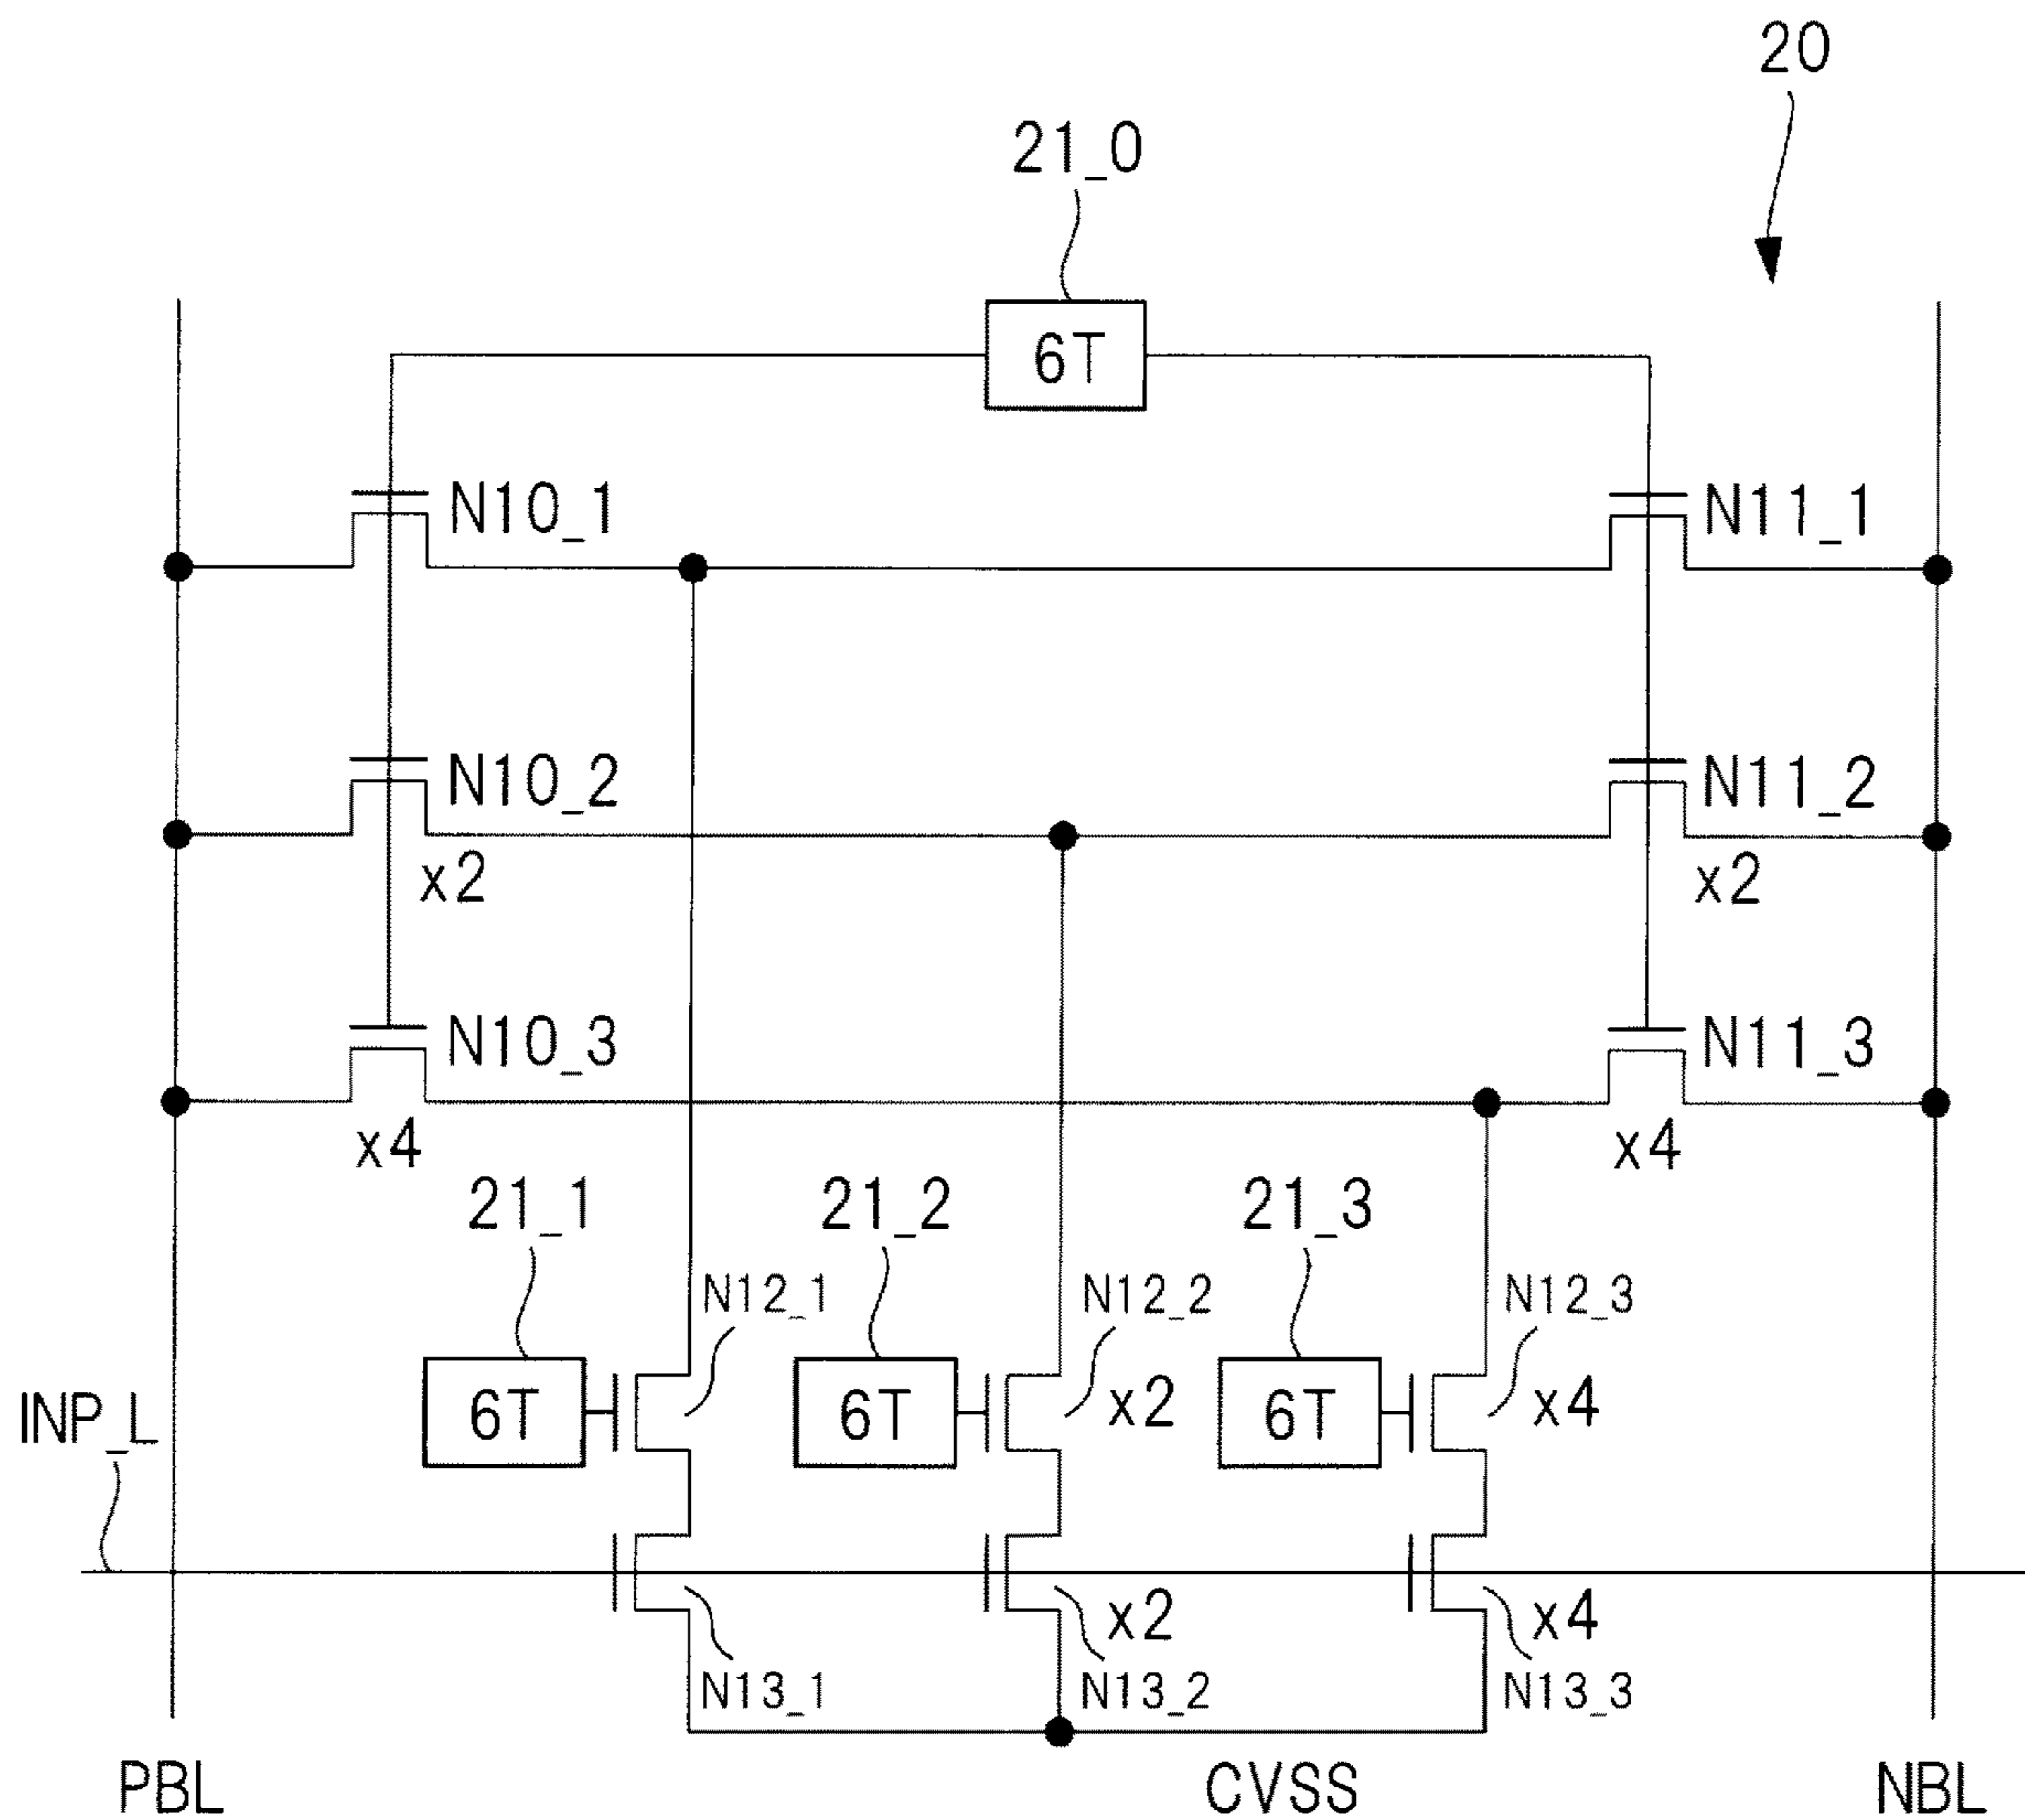 20
21_0
6T
N10_1
N11_1
N10_2
N11_2
x2
x2
N10_3
N11_3
x4
x4
21_1
21_2
21_3
N12_1
N12_2
N12_3
6T
6T
x2
6T
x4
INP_L
x2
x4
N13_1
N13_2
N13_3
PBL
CVSS
NBL